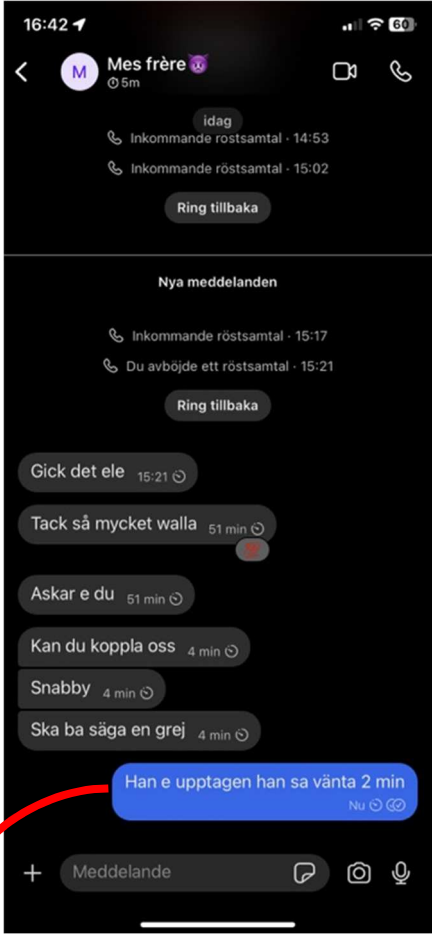 16:42
60
M
Mes frère😈
5m
idag
Inkommande röstsamtal · 14:53
Inkommande röstsamtal · 15:02
Ring tillbaka
Nya meddelanden
Inkommande röstsamtal · 15:17
Du avböjde ett röstsamtal · 15:21
Ring tillbaka
Gick det ele 15:21
Tack så mycket walla 51 min
💯
Askar e du 51 min
Kan du koppla oss 4 min
Snabby 4 min
Ska ba säga en grej 4 min
Han e upptagen han sa vänta 2 min
Nu
Meddelande